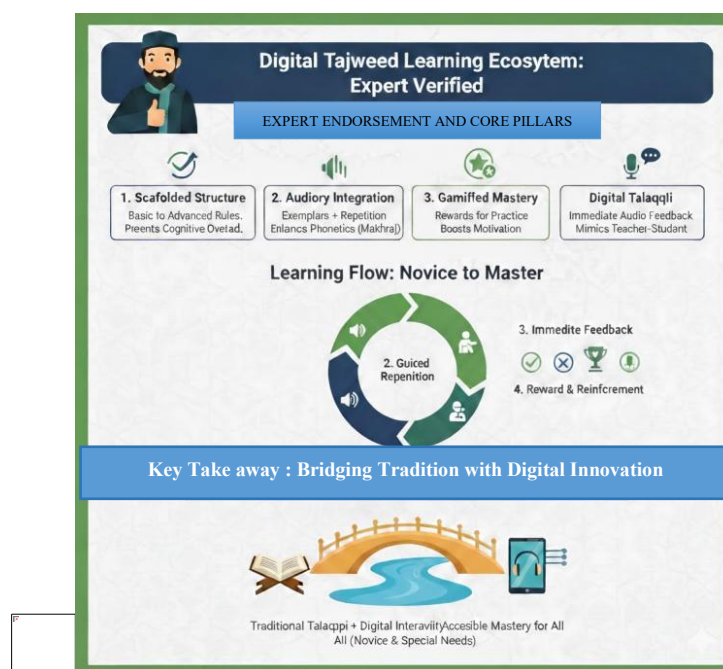 Digital Tajweed Learning Ecosytem:
Expert Verified
EXPERT ENDORSEMENT AND CORE PILLARS
1. Scafolded Structure
Basic to Advanced Rules.
Preents Cognitive Ovetad.
2. Audiory Integration
Exemplars + Repetition
Enlancs Phonetics (Makhraj)
3. Gamiffed Mastery
Rewards for Practice
Boosts Motivation
Digital Talaqqli
Immediate Audio Feedback
Mimics Teacher-Student
Learning Flow: Novice to Master
2. Guiced
Repenition
3. Immedite Feedback
4. Reward & Reinfcrement
Key Take away : Bridging Tradition with Digital Innovation
Traditional Talaqppi + Digital InteraviifyAccesible Mastery for All
All (Novice & Special Needs)